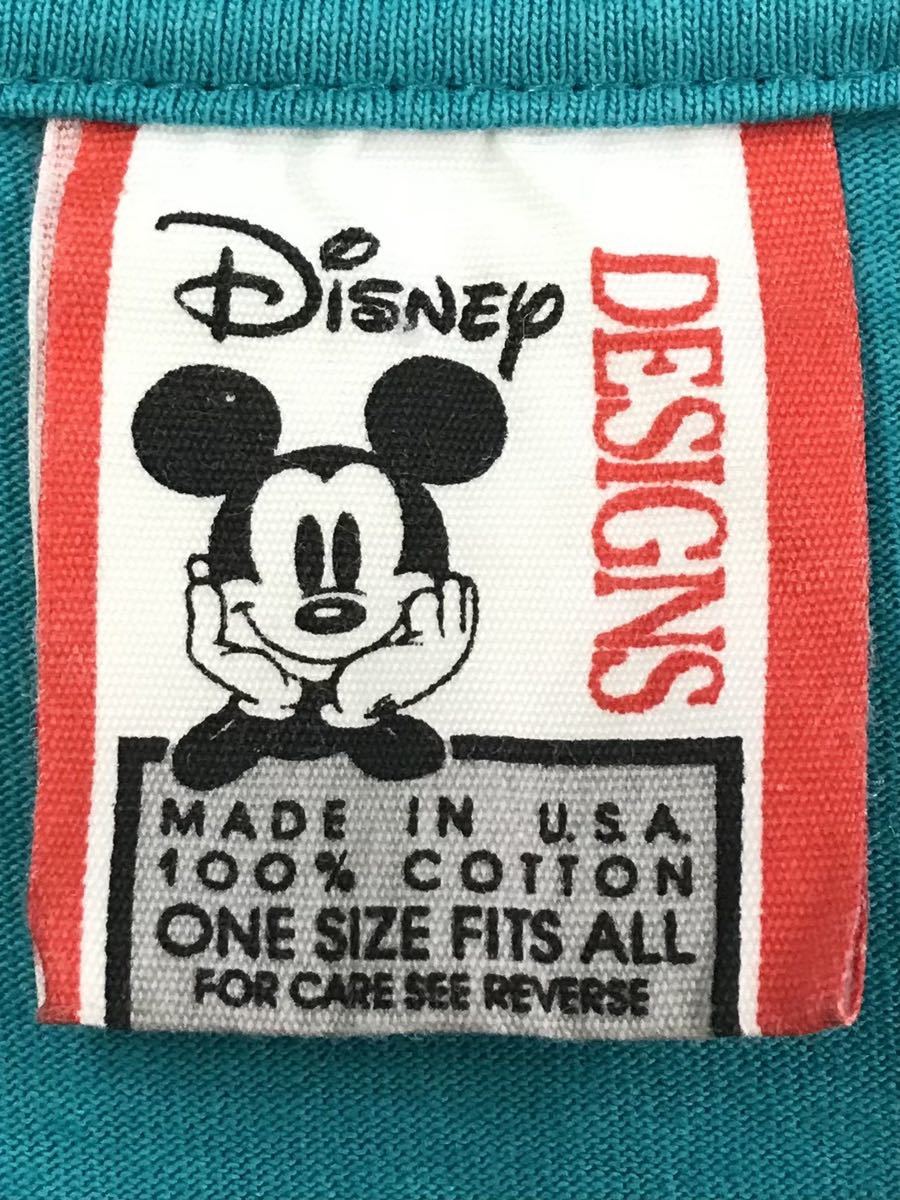 Disney
DESIGNS
MADE IN U.S.A.
100% COTTON
ONE SIZE FITS ALL
FOR CARE SEE REVERSE